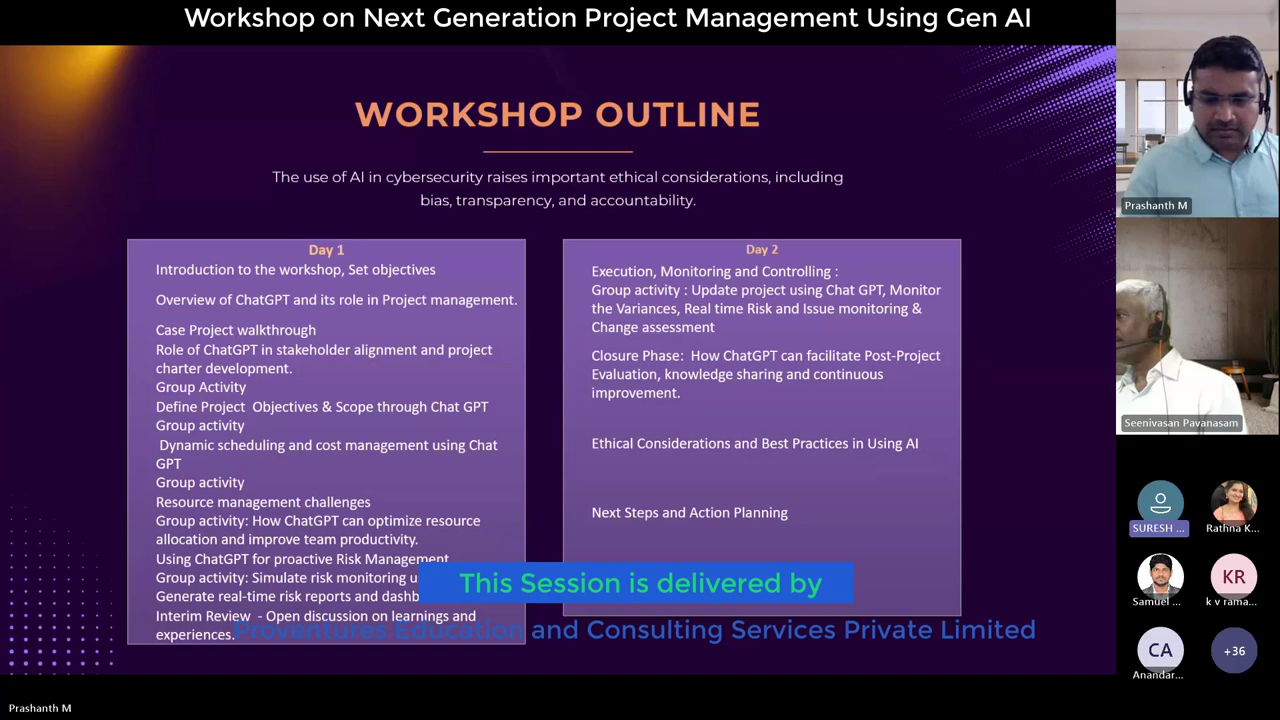 Workshop on Next Generation Project Management Using Gen AI
WORKSHOP OUTLINE
The use of AI in cybersecurity raises important ethical considerations, including
bias, transparency, and accountability.
Day 1
Introduction to the workshop, Set objectives
Overview of ChatGPT and its role in Project management.
Case Project walkthrough
Role of ChatGPT in stakeholder alignment and project
charter development.
Group Activity
Define Project Objectives & Scope through Chat GPT
Group activity
Dynamic scheduling and cost management using Chat
GPT
Group activity
Resource management challenges
Group activity: How ChatGPT can optimize resource
allocation and improve team productivity.
Using ChatGPT for proactive Risk Management
Group activity: Simulate risk monitoring
Generate real-time risk reports and
Interim Review - Open discussion on learnings and
experiences.
Day 2
Execution, Monitoring and Controlling :
Group activity : Update project using Chat GPT, Monitor
the Variances, Real time Risk and Issue monitoring &
Change assessment
Closure Phase: How ChatGPT can facilitate Post-Project
Evaluation, knowledge sharing and continuous
improvement.
Ethical Considerations and Best Practices in Using AI
Next Steps and Action Planning
This Session is delivered by
Proventures Education and Consulting Services Private Limited
Prashanth M
Seenivasan Pavanasam
SURESH ...
Rathna K...
Samuel ...
KR
k v rama...
CA
Anandar...
+36
Prashanth M